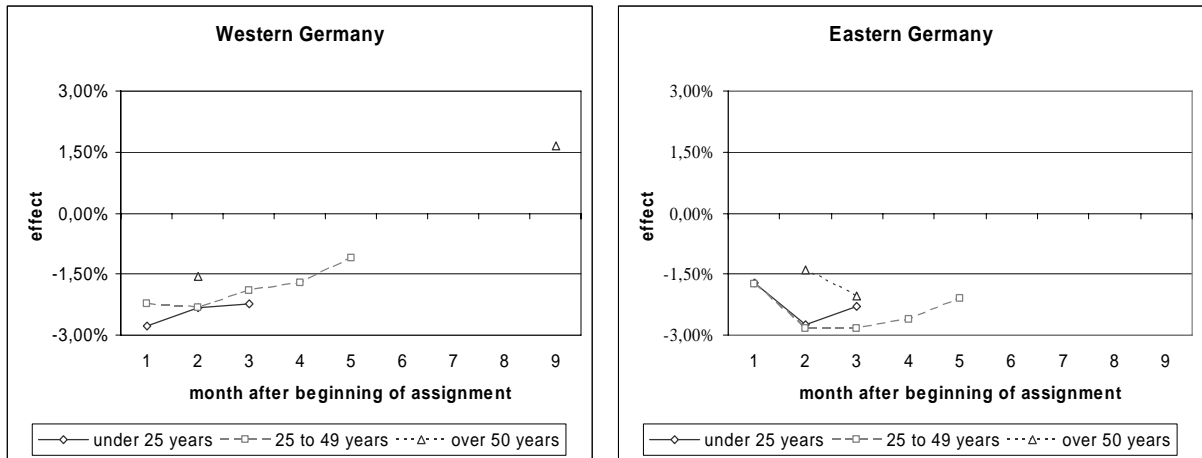 Western Germany
3,00%
1,50%
0,00%
-1,50%
-3,00%
effect
1 2 3 4 5 6 7 8 9
month after beginning of assignment
under 25 years 25 to 49 years over 50 years
Eastern Germany
3,00%
1,50%
0,00%
-1,50%
-3,00%
effect
1 2 3 4 5 6 7 8 9
month after beginning of assignment
under 25 years 25 to 49 years over 50 years